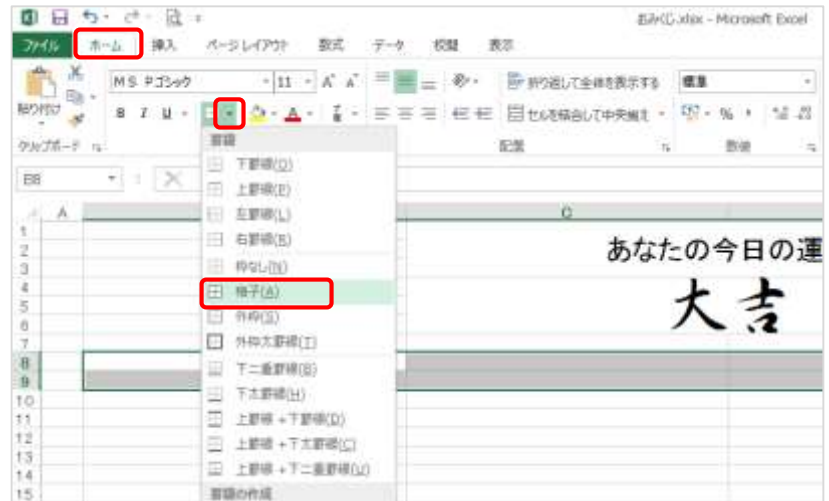 おみくじ.xlsx - Microsoft Excel
ファイル ホーム 挿入 ページレイアウト 数式 データ 校閲 表示
MS Pゴシック 11 A A 折り返して全体を表示する 標準
貼り付け B I U A セルを結合して中央揃え % ,
クリップボード 配置 数値
B8
罫線
下罫線(O)
上罫線(P)
左罫線(L)
右罫線(R)
枠なし(N)
格子(A)
外枠(S)
外枠太罫線(T)
下二重罫線(B)
下太罫線(H)
上罫線 + 下罫線(D)
上罫線 + 下太罫線(C)
上罫線 + 下二重罫線(U)
罫線の作成
A C
1
2
3
4
5
6
7
8
9
10
11
12
13
14
15
あなたの今日の運
大吉